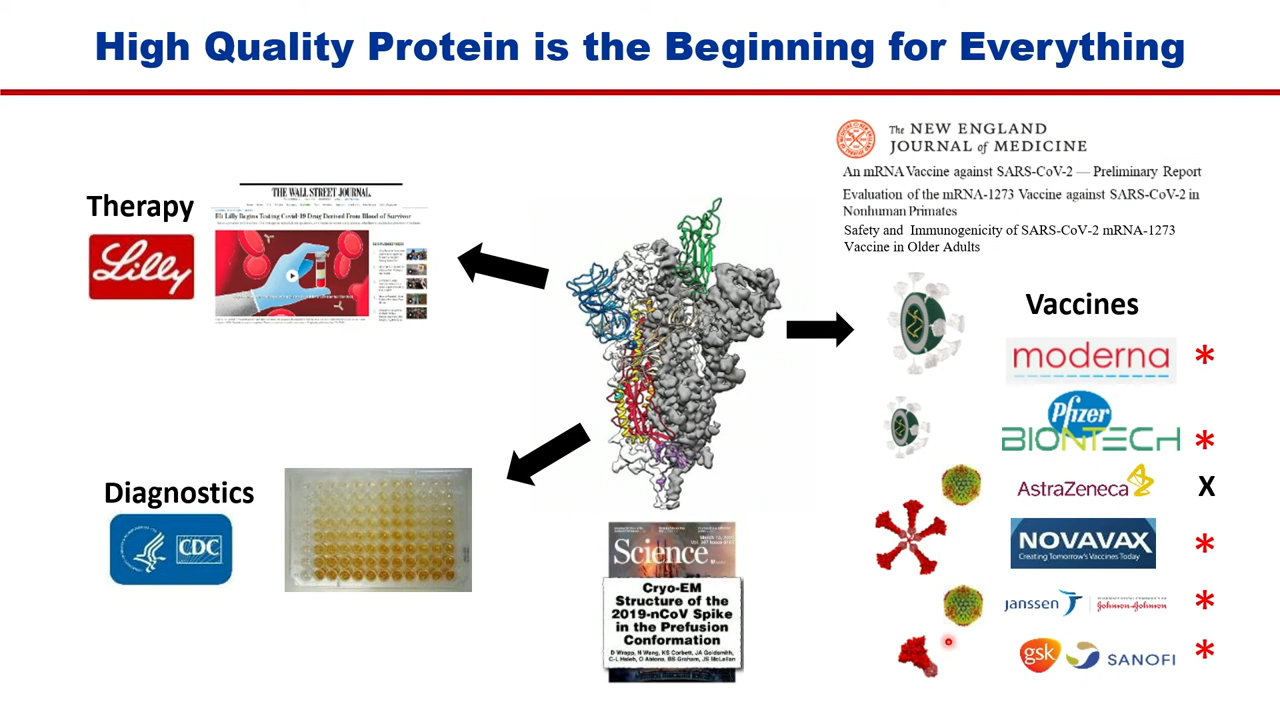 High Quality Protein is the Beginning for Everything
The NEW ENGLAND
JOURNAL of MEDICINE
An mRNA Vaccine against SARS-CoV-2 — Preliminary Report
Evaluation of the mRNA-1273 Vaccine against SARS-CoV-2 in
Nonhuman Primates
Safety and Immunogenicity of SARS-CoV-2 mRNA-1273
Vaccine in Older Adults
Therapy
Lilly
THE WALL STREET JOURNAL.
Eli Lilly Begins Testing Covid-19 Drug Derived From Blood of Survivor
Vaccines
moderna *
Pfizer
BIONTECH *
AstraZeneca X
NOVAVAX *
Creating Tomorrow's Vaccines Today
janssen Johnson-Johnson *
gsk SANOFI *
Diagnostics
CDC
Science
Cryo-EM
Structure of the
2019-nCoV Spike
in the Prefusion
Conformation
D Wrapp, N Wang, KS Corbett, JA Goldsmith,
C-L Hsieh, O Abiona, BS Graham, JS McLellan